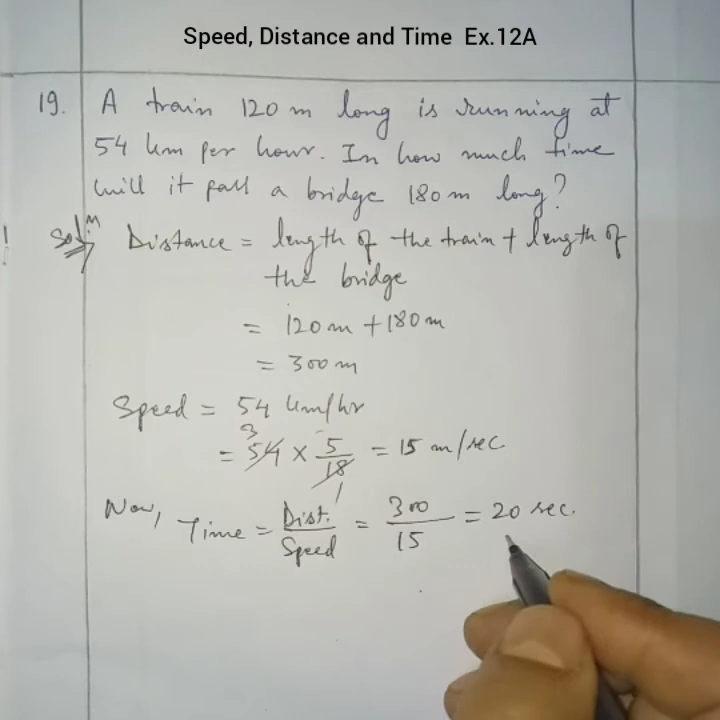 Speed, Distance and Time Ex.12A
19. A train 120 m long is running at
54 km per hour. In how much time
will it pass a bridge 180 m long?
Solⁿ Distance = length of the train + length of
the bridge
= 120 m + 180 m
= 300 m
Speed = 54 km/hr
3
= 54 × 5/18 = 15 m/sec
1
Now, Time = Dist./Speed = 300/15 = 20 sec.